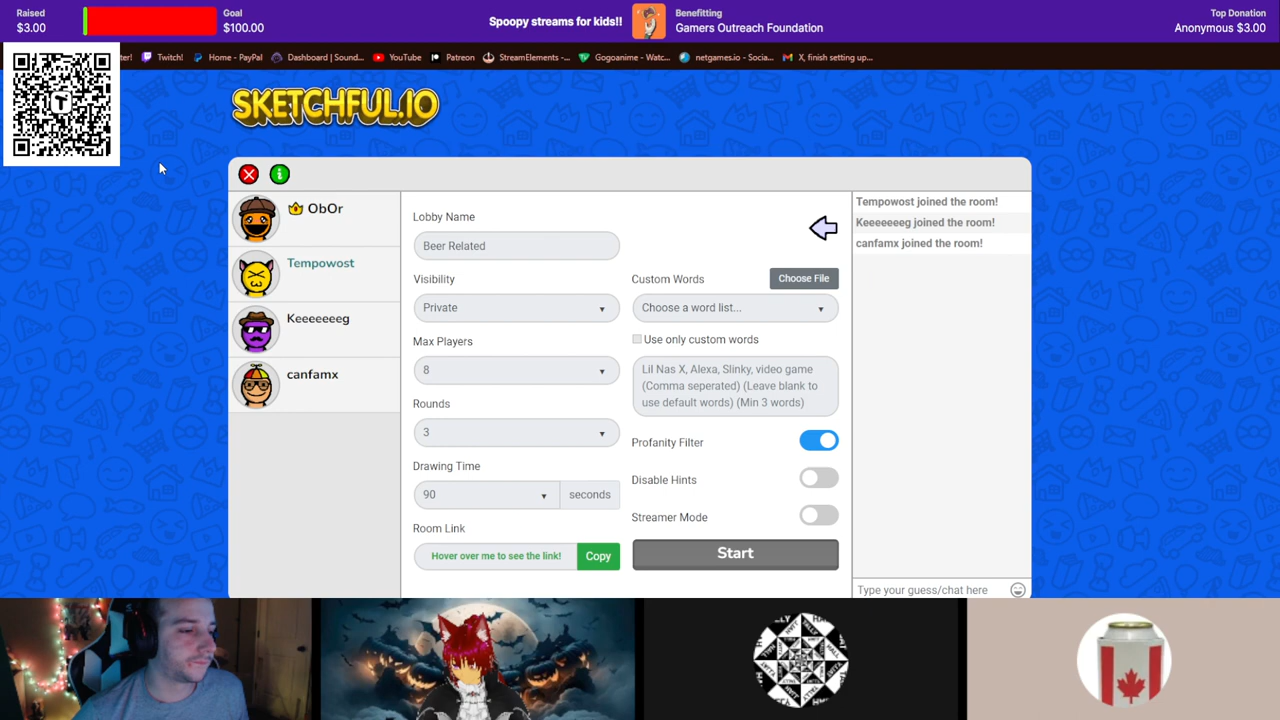 Raised
$3.00
Goal
$100.00
Spoopy streams for kids!!
Benefitting
Gamers Outreach Foundation
Top Donation
Anonymous $3.00
ter!
Twitch!
Home - PayPal
Dashboard | Sound...
YouTube
Patreon
StreamElements -...
Gogoanime - Watc...
netgames.io - Socia...
X, finish setting up...
SKETCHFUL.IO
ObOr
Tempowost
Keeeeeeeg
canfamx
Lobby Name
Beer Related
Visibility
Private
Max Players
8
Rounds
3
Drawing Time
90
seconds
Room Link
Hover over me to see the link!
Copy
Custom Words
Choose File
Choose a word list...
Use only custom words
Lil Nas X, Alexa, Slinky, video game
(Comma seperated) (Leave blank to
use default words) (Min 3 words)
Profanity Filter
Disable Hints
Streamer Mode
Start
Tempowost joined the room!
Keeeeeeeg joined the room!
canfamx joined the room!
Type your guess/chat here